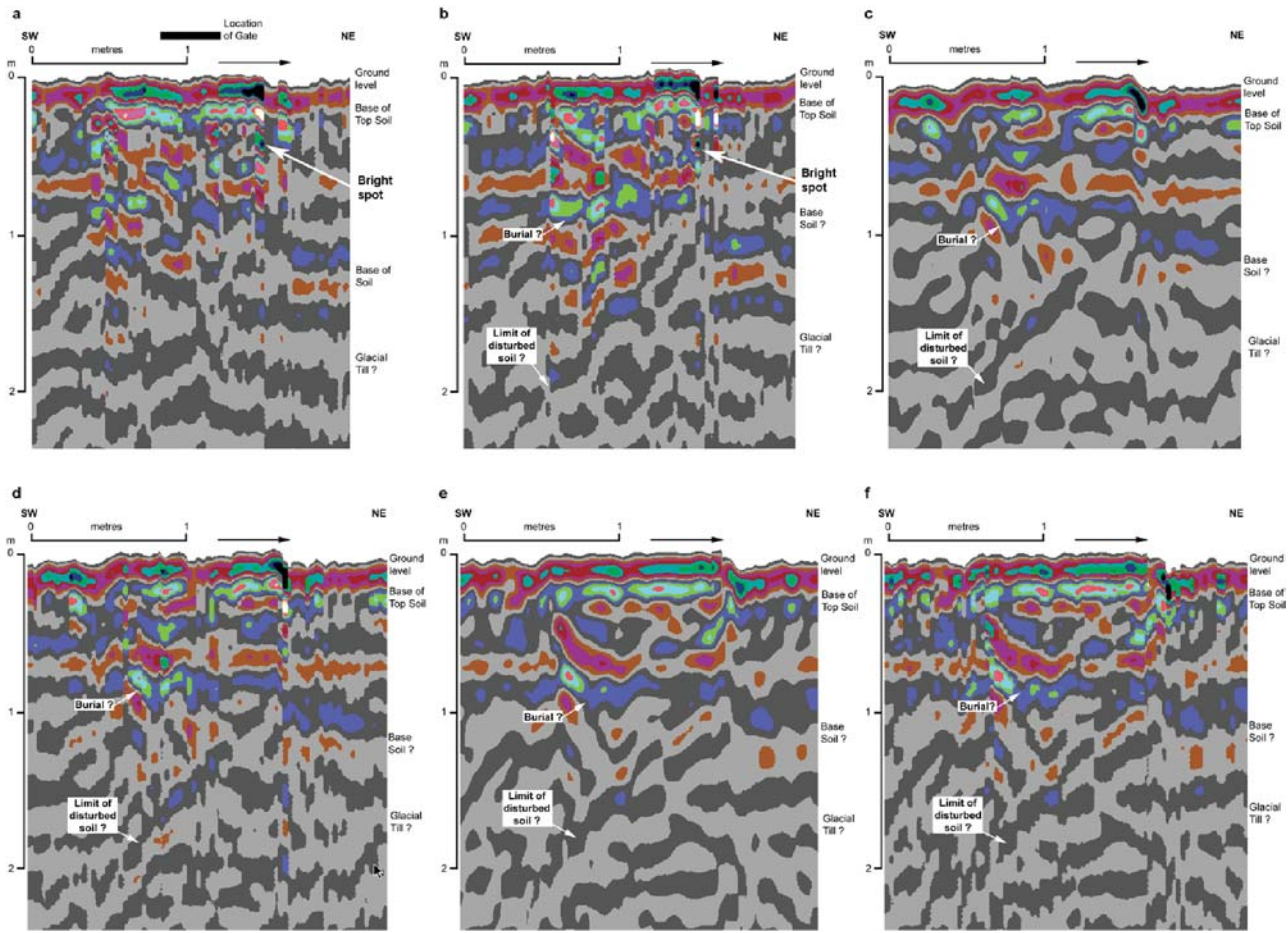 a
SW
0
metres
1
Location
of Gate
NE
m
0
1
2
Ground
level
Base of
Top Soil
Bright
spot
Base of
Soil
Glacial
Till ?
b
SW
0
metres
1
NE
m
0
1
2
Ground
level
Base of
Top Soil
Bright
spot
Burial ?
Base
Soil ?
Limit of
disturbed
soil ?
Glacial
Till ?
c
SW
0
metres
1
NE
m
0
1
2
Ground
level
Base of
Top Soil
Burial ?
Base
Soil ?
Limit of
disturbed
soil ?
Glacial
Till ?
d
SW
0
metres
1
NE
m
0
1
2
Ground
level
Base of
Top Soil
Burial ?
Base
Soil ?
Limit of
disturbed
soil ?
Glacial
Till ?
e
SW
0
metres
1
NE
m
0
1
2
Ground
level
Base of
Top Soil
Burial ?
Base
Soil ?
Limit of
disturbed
soil ?
Glacial
Till ?
f
SW
0
metres
1
NE
m
0
1
2
Ground
level
Base of
Top Soil
Burial?
Base
Soil ?
Limit of
disturbed
soil ?
Glacial
Till ?